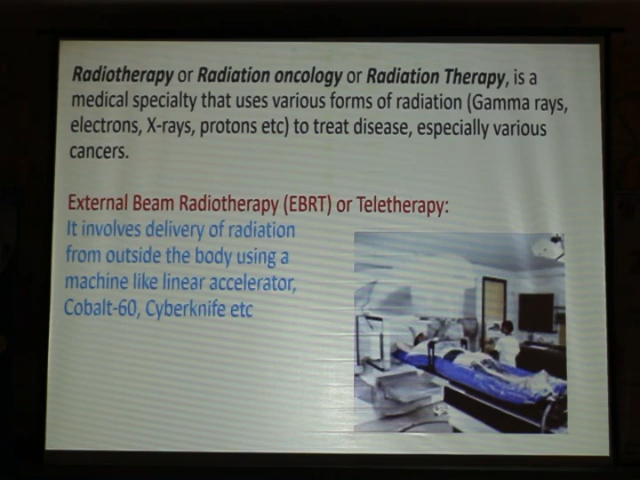 Radiotherapy or Radiation oncology or Radiation Therapy, is a
medical specialty that uses various forms of radiation (Gamma rays,
electrons, X-rays, protons etc) to treat disease, especially various
cancers.
External Beam Radiotherapy (EBRT) or Teletherapy:
It involves delivery of radiation
from outside the body using a
machine like linear accelerator,
Cobalt-60, Cyberknife etc